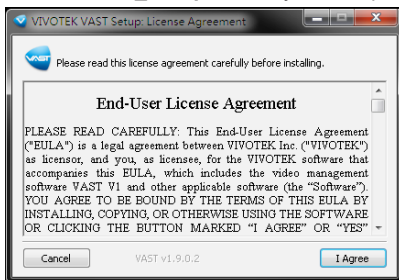 VIVOTEK VAST Setup: License Agreement
VAST
Please read this license agreement carefully before installing.
End-User License Agreement
PLEASE READ CAREFULLY: This End-User License Agreement
("EULA") is a legal agreement between VIVOTEK Inc. ("VIVOTEK")
as licensor, and you, as licensee, for the VIVOTEK software that
accompanies this EULA, which includes the video management
software VAST V1 and other applicable software (the "Software").
YOU AGREE TO BE BOUND BY THE TERMS OF THIS EULA BY
INSTALLING, COPYING, OR OTHERWISE USING THE SOFTWARE
OR CLICKING THE BUTTON MARKED “I AGREE” OR “YES”
Cancel VAST v1.9.0.2 I Agree